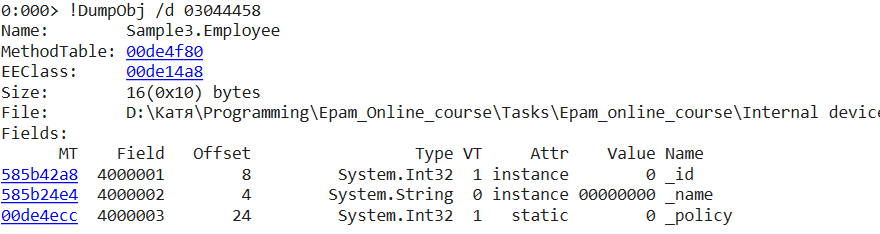 0:000> !DumpObj /d 03044458
Name: Sample3.Employee
MethodTable: 00de4f80
EEClass: 00de14a8
Size: 16(0x10) bytes
File: D:\Катя\Programming\Epam_Online_course\Tasks\Epam_online_course\Internal device
Fields:
MT Field Offset Type VT Attr Value Name
585b42a8 4000001 8 System.Int32 1 instance 0 _id
585b24e4 4000002 4 System.String 0 instance 00000000 _name
00de4ecc 4000003 24 System.Int32 1 static 0 _policy